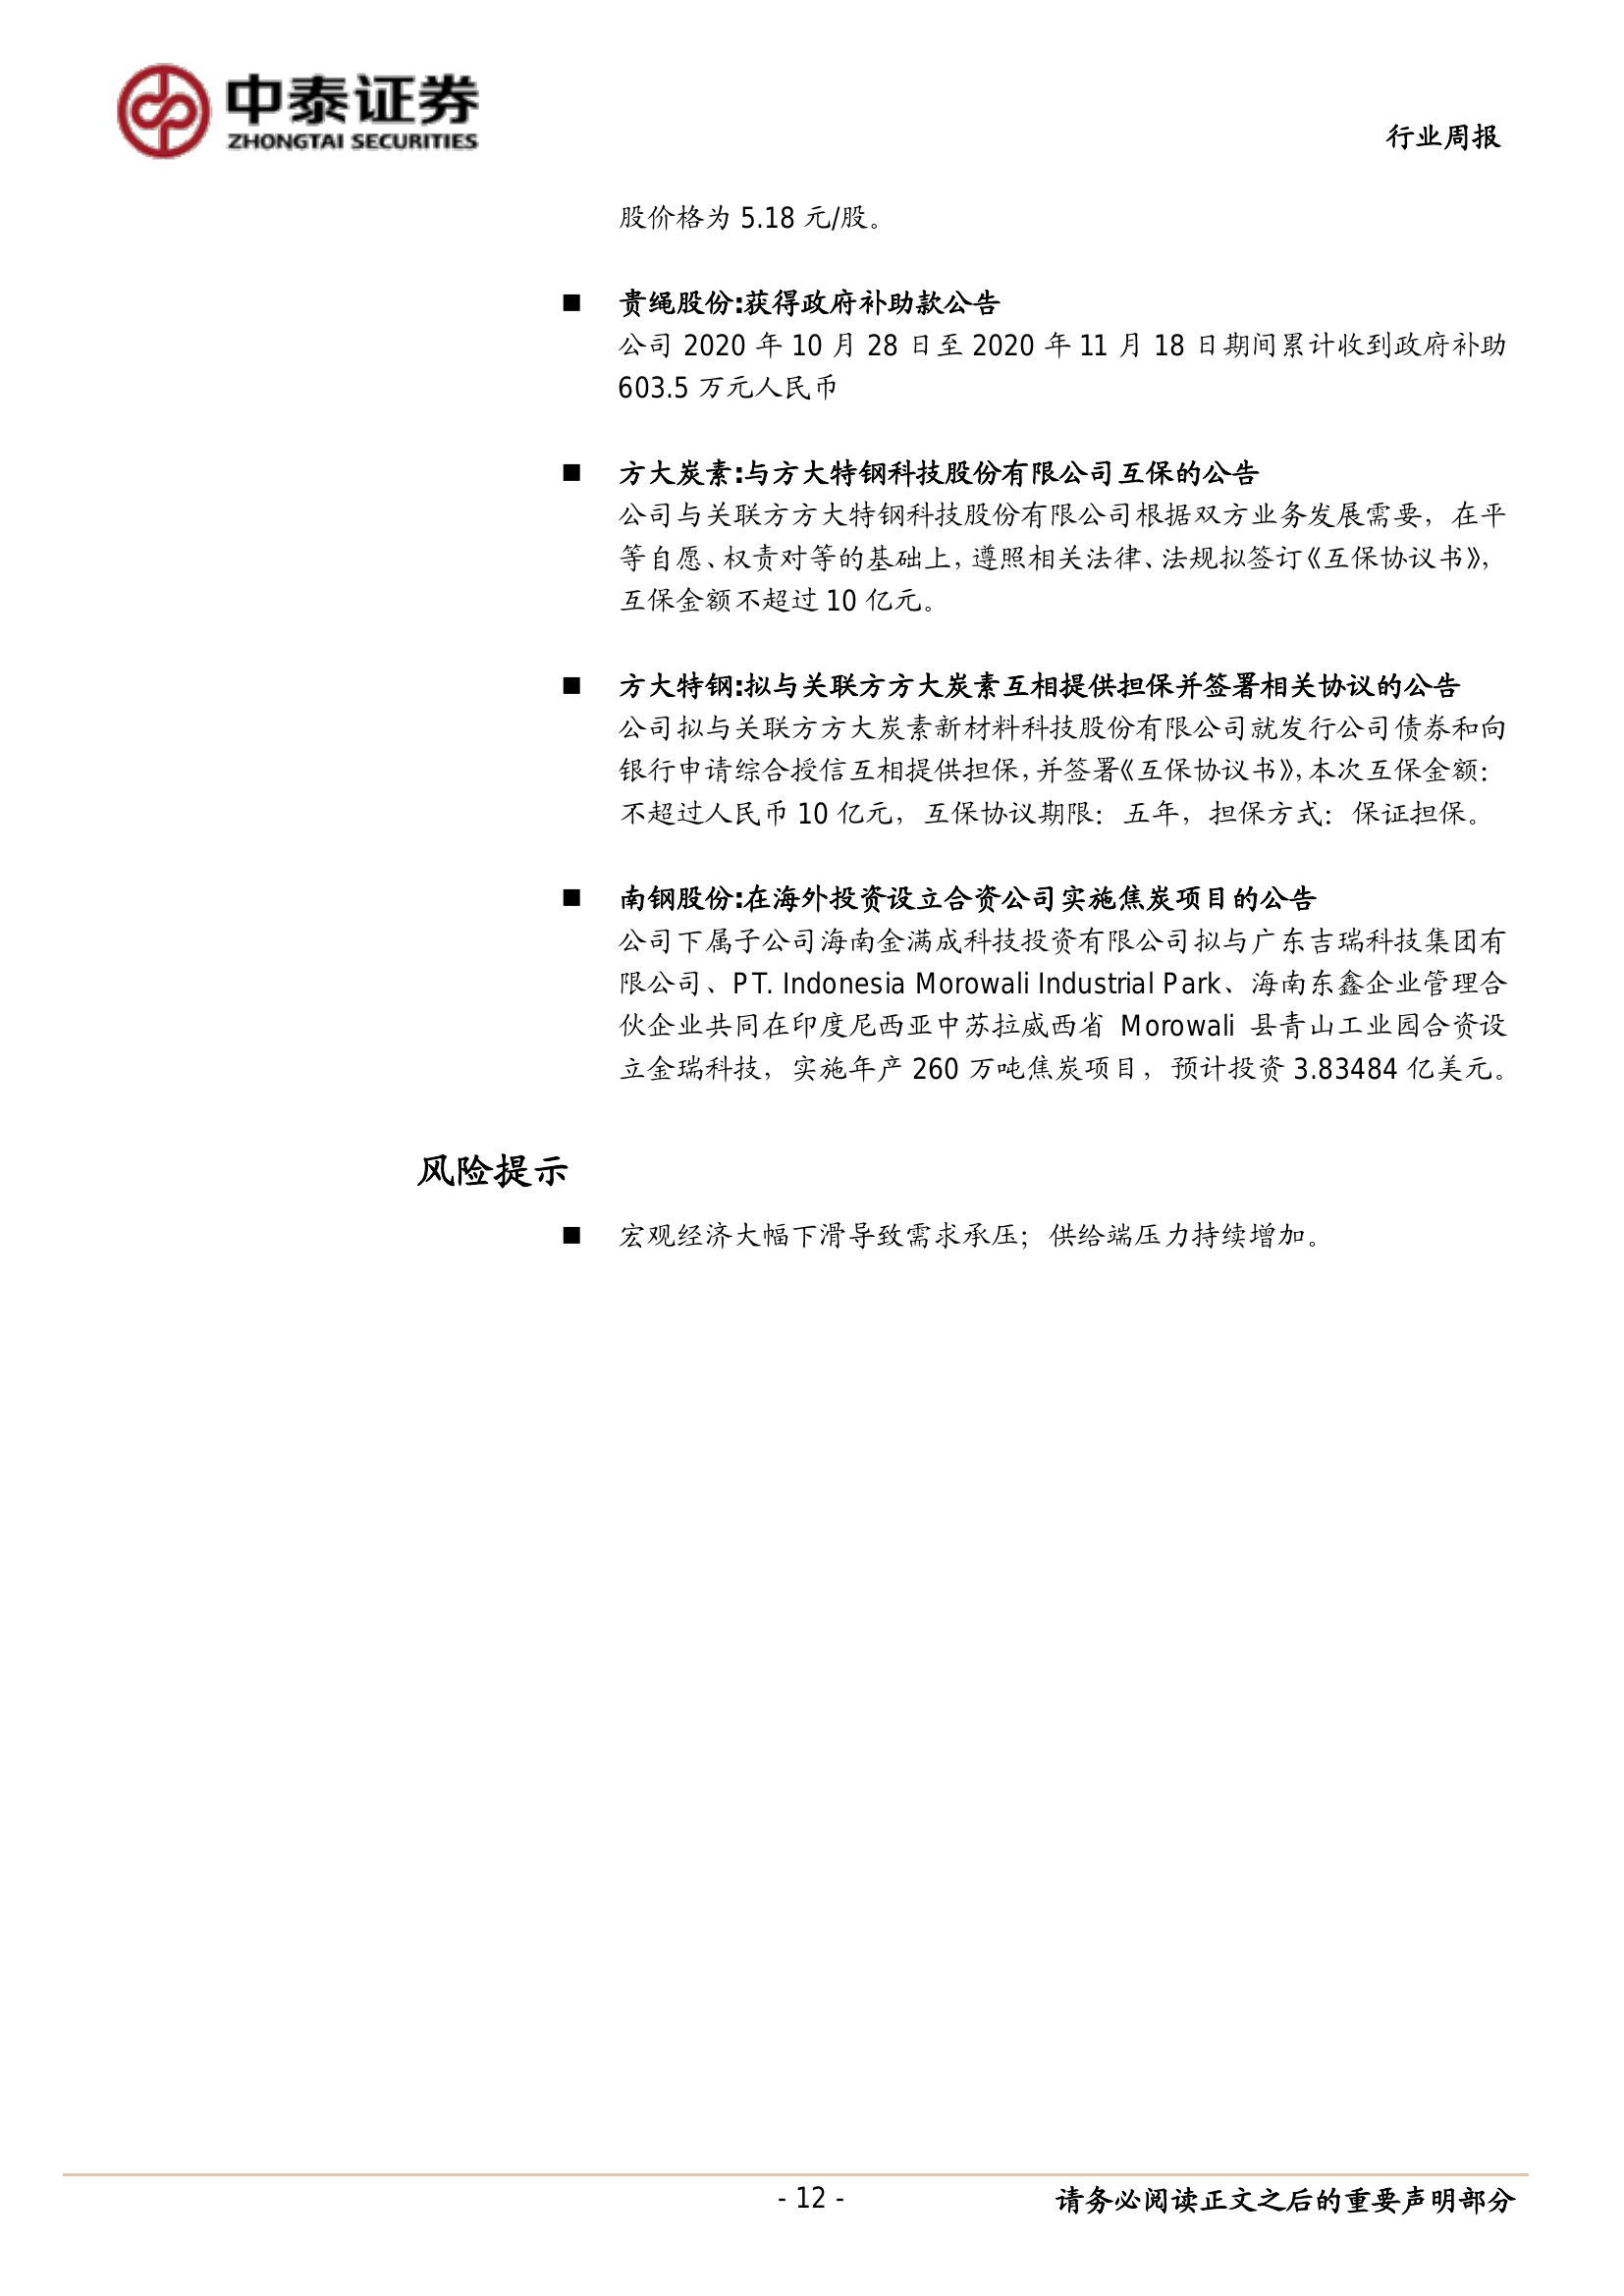 中泰证券
ZHONGTAI SECURITIES
行业周报
股价格为 5.18 元/股。
■ 贵绳股份:获得政府补助款公告
公司 2020 年 10 月 28 日至 2020 年 11 月 18 日期间累计收到政府补助
603.5 万元人民币
■ 方大炭素:与方大特钢科技股份有限公司互保的公告
公司与关联方方大特钢科技股份有限公司根据双方业务发展需要，在平
等自愿、权责对等的基础上，遵照相关法律、法规拟签订《互保协议书》，
互保金额不超过 10 亿元。
■ 方大特钢:拟与关联方方大炭素互相提供担保并签署相关协议的公告
公司拟与关联方方大炭素新材料科技股份有限公司就发行公司债券和向
银行申请综合授信互相提供担保，并签署《互保协议书》，本次互保金额：
不超过人民币 10 亿元，互保协议期限：五年，担保方式：保证担保。
■ 南钢股份:在海外投资设立合资公司实施焦炭项目的公告
公司下属子公司海南金满成科技投资有限公司拟与广东吉瑞科技集团有
限公司、PT. Indonesia Morowali Industrial Park、海南东鑫企业管理合
伙企业共同在印度尼西亚中苏拉威西省 Morowali 县青山工业园合资设
立金瑞科技，实施年产 260 万吨焦炭项目，预计投资 3.83484 亿美元。
风险提示
■ 宏观经济大幅下滑导致需求承压；供给端压力持续增加。
- 12 -
请务必阅读正文之后的重要声明部分